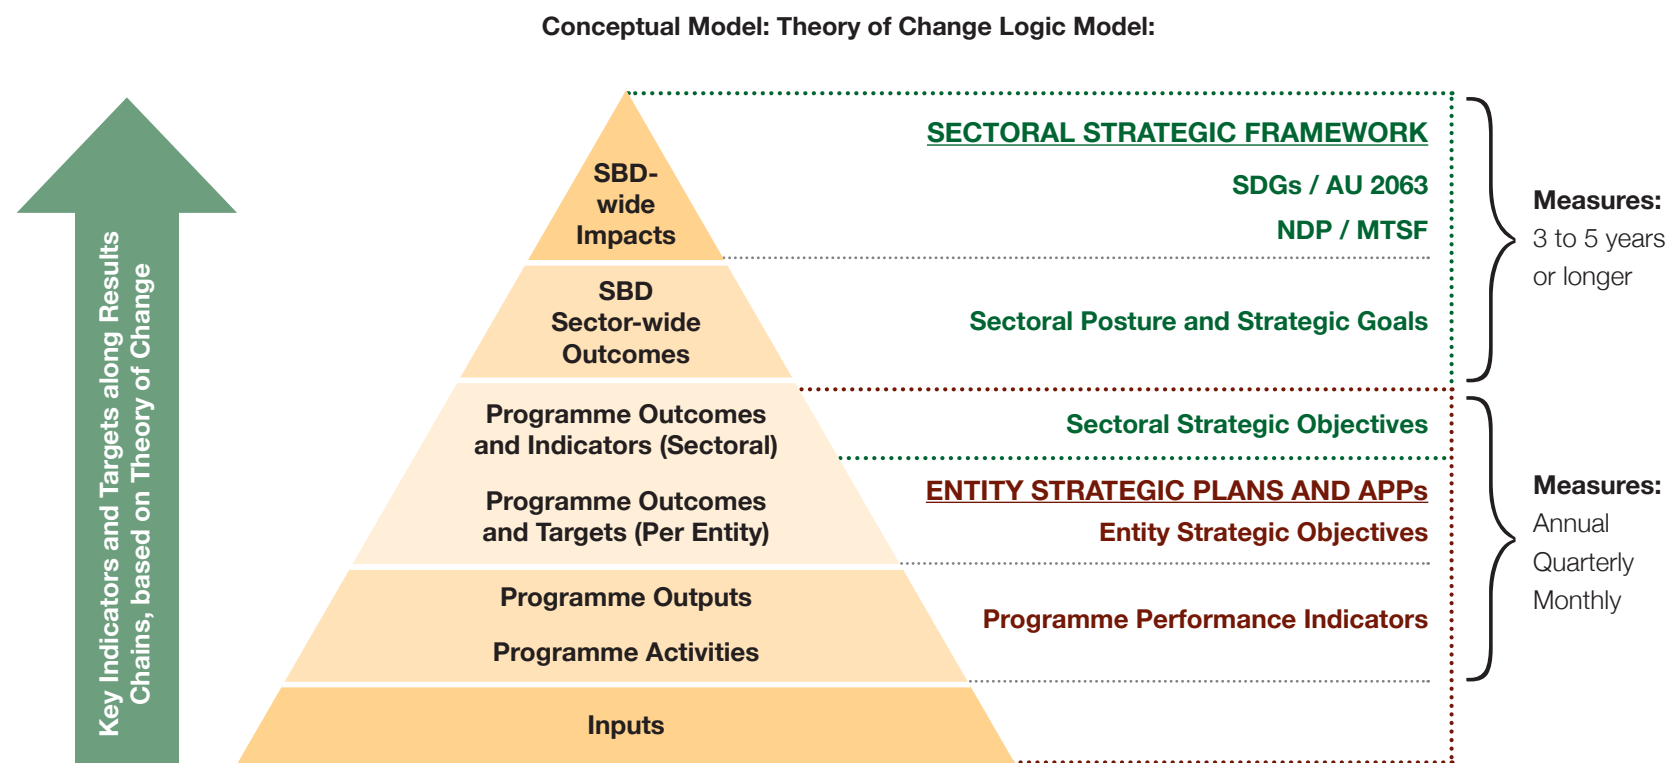 Conceptual Model: Theory of Change Logic Model:
Key Indicators and Targets along Results
Chains, based on Theory of Change
SBD-
wide
Impacts
SBD
Sector-wide
Outcomes
Programme Outcomes
and Indicators (Sectoral)
Programme Outcomes
and Targets (Per Entity)
Programme Outputs
Programme Activities
Inputs
SECTORAL STRATEGIC FRAMEWORK
SDGs / AU 2063
NDP / MTSF
Sectoral Posture and Strategic Goals
Sectoral Strategic Objectives
ENTITY STRATEGIC PLANS AND APPs
Entity Strategic Objectives
Programme Performance Indicators
Measures:
3 to 5 years
or longer
Measures:
Annual
Quarterly
Monthly